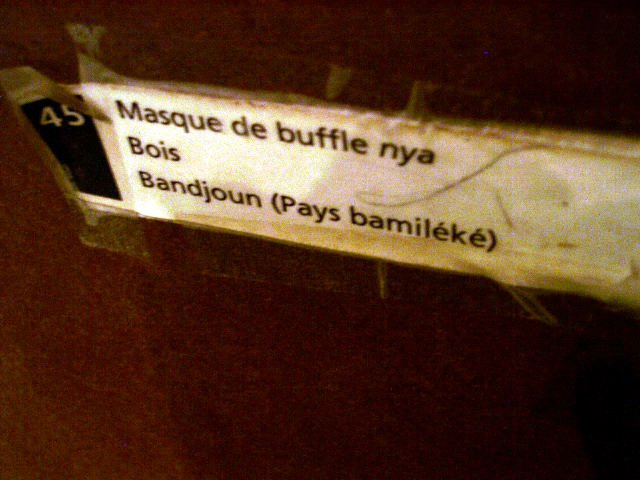 45
Masque de buffle nya
Bois
Bandjoun (Pays bamiléké)